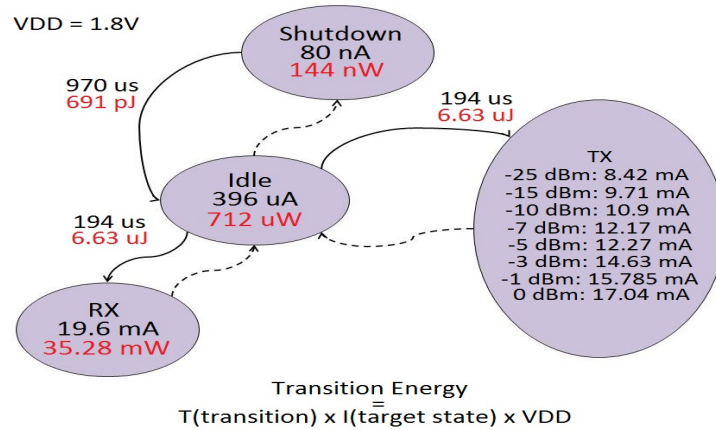 VDD = 1.8V
Shutdown
80 nA
144 nW
970 us
691 pJ
194 us
6.63 uJ
TX
-25 dBm: 8.42 mA
-15 dBm: 9.71 mA
-10 dBm: 10.9 mA
-7 dBm: 12.17 mA
-5 dBm: 12.27 mA
-3 dBm: 14.63 mA
-1 dBm: 15.785 mA
0 dBm: 17.04 mA
Idle
396 uA
712 uW
194 us
6.63 uJ
RX
19.6 mA
35.28 mW
Transition Energy
=
T(transition) x I(target state) x VDD